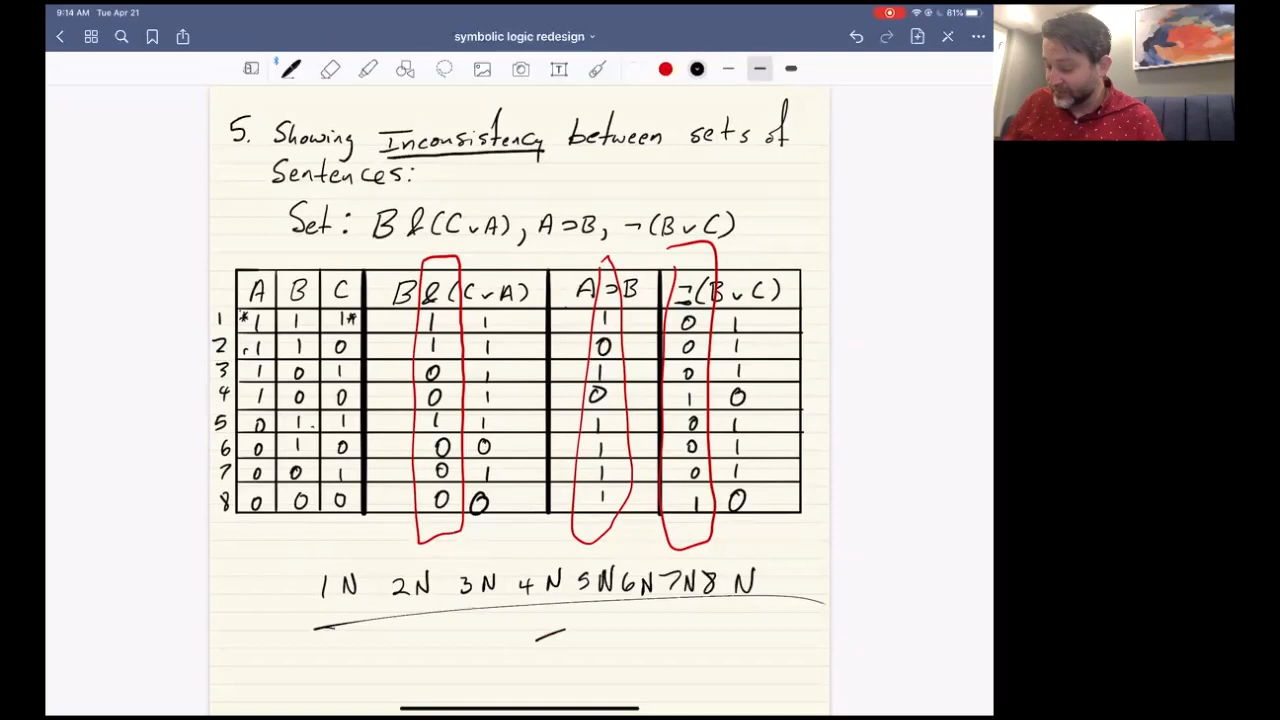 9:14 AM Tue Apr 21 81%
symbolic logic redesign
5. Showing Inconsistency between sets of
Sentences:
Set: B & (C ∨ A), A ⊃ B, ¬(B ∨ C)
A B C B & (C ∨ A) A ⊃ B ¬(B ∨ C)
1 *1 1 1* 1 1 1 0 1
2 1 1 0 1 1 0 0 1
3 1 0 1 0 1 1 0 1
4 1 0 0 0 1 0 1 0
5 0 1 1 1 1 1 0 1
6 0 1 0 0 0 1 0 1
7 0 0 1 0 1 1 0 1
8 0 0 0 0 0 1 1 0
1 N 2 N 3 N 4 N 5 N 6 N 7 N 8 N